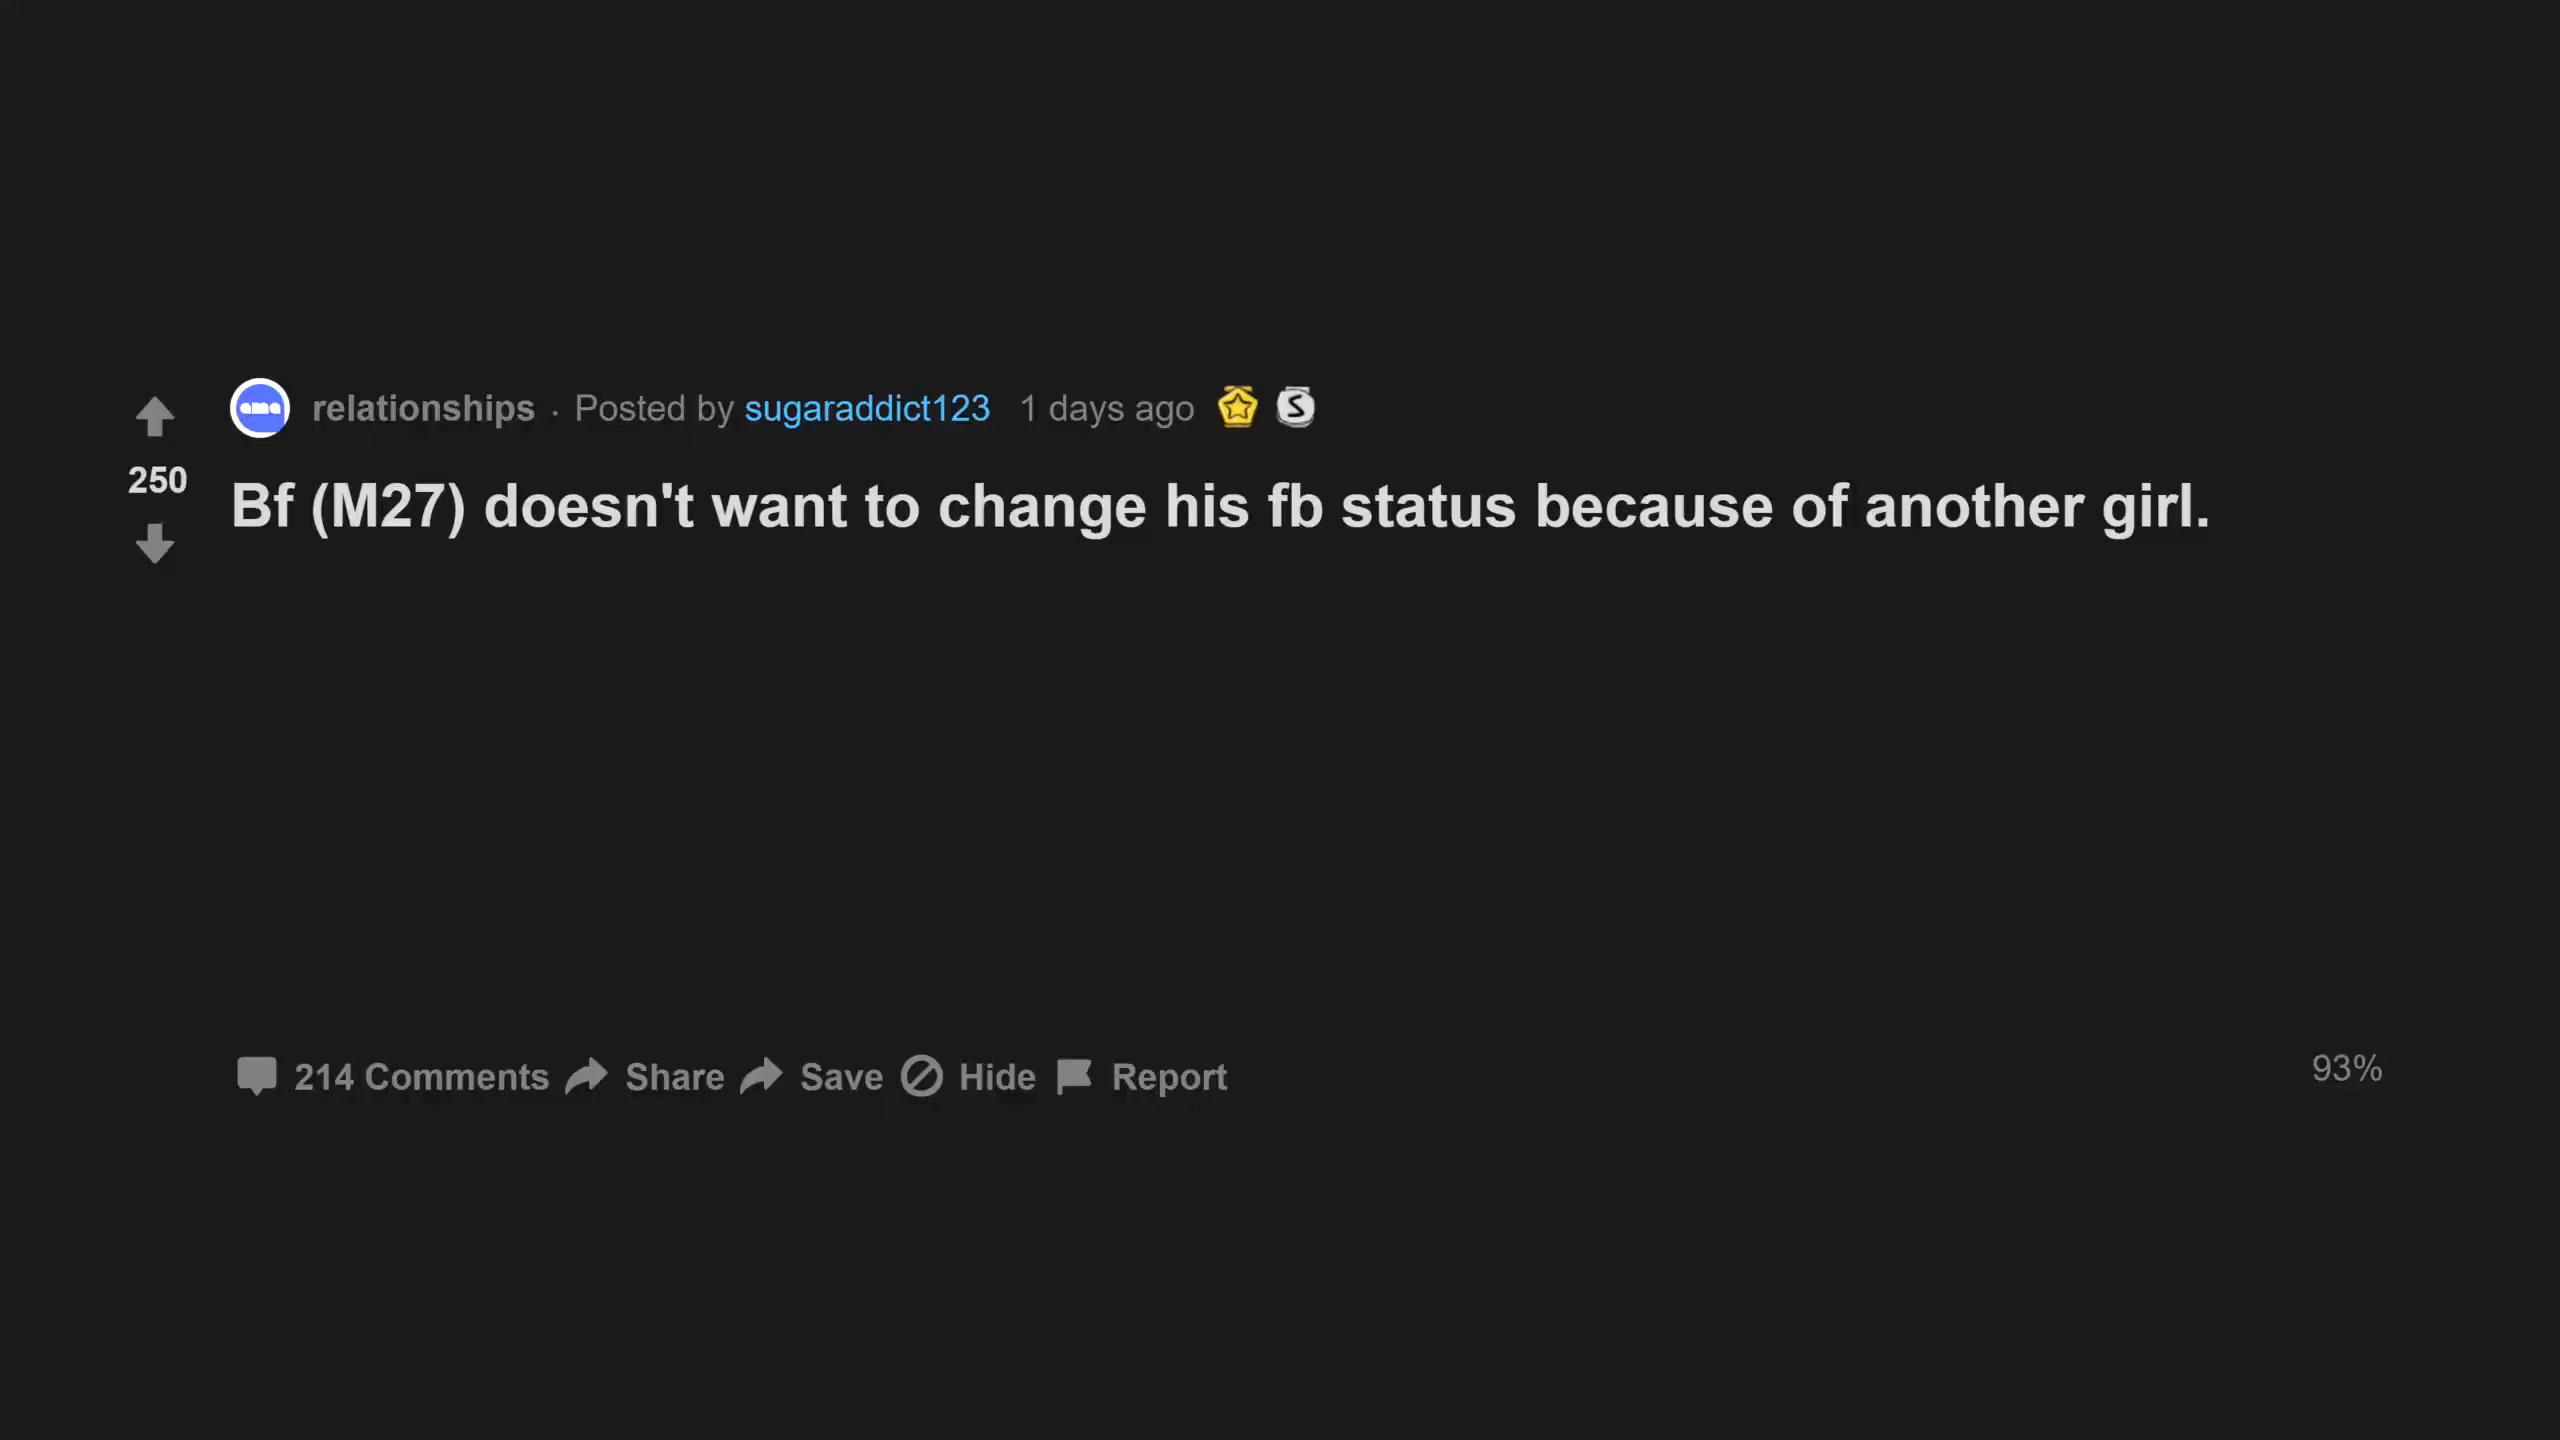 relationships · Posted by sugaraddict123 1 days ago
250
Bf (M27) doesn't want to change his fb status because of another girl.
214 Comments Share Save Hide Report
93%